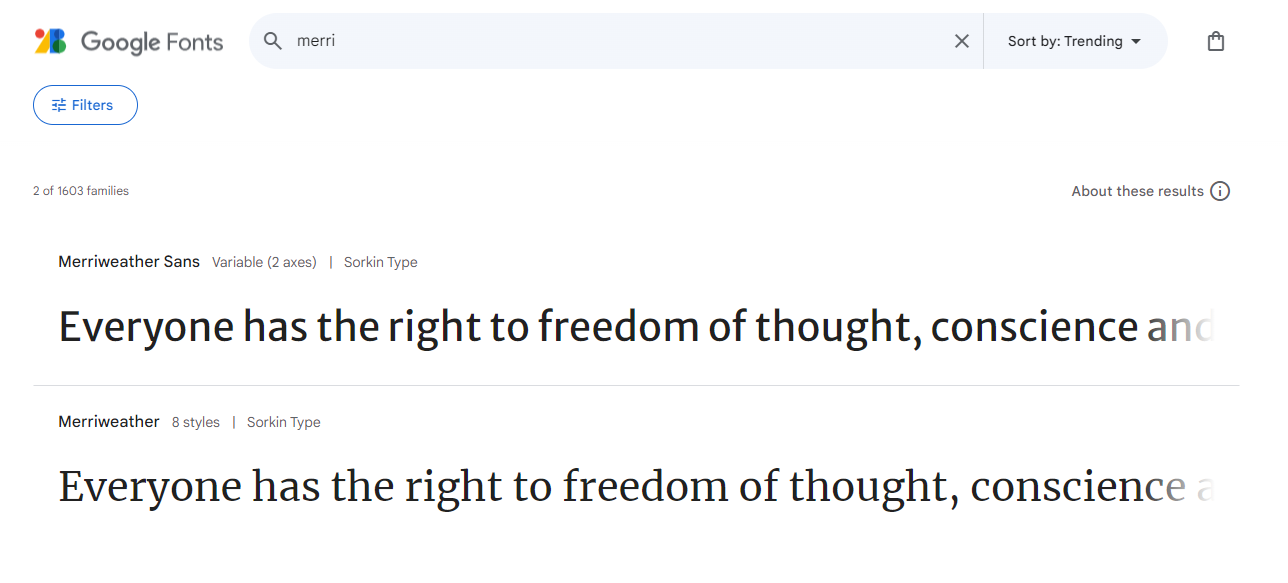 Google Fonts
merri
Sort by: Trending
Filters
2 of 1603 families
About these results
Merriweather Sans Variable (2 axes) | Sorkin Type
Everyone has the right to freedom of thought, conscience and
Merriweather 8 styles | Sorkin Type
Everyone has the right to freedom of thought, conscience a